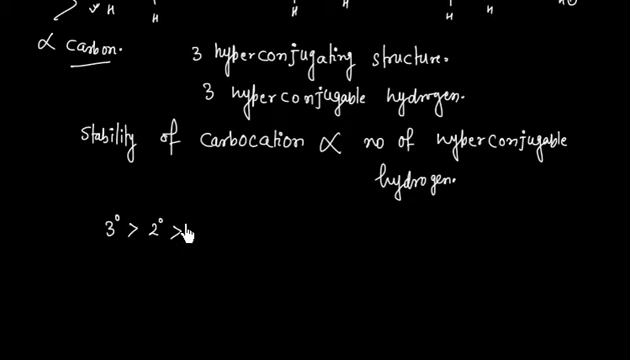 H H H H H
H
∝ Carbon. 3 hyperconjugating structure.
3 hyperconjugable hydrogen.
Stability of carbocation ∝ no of hyperconjugable
hydrogen.
3° > 2° >